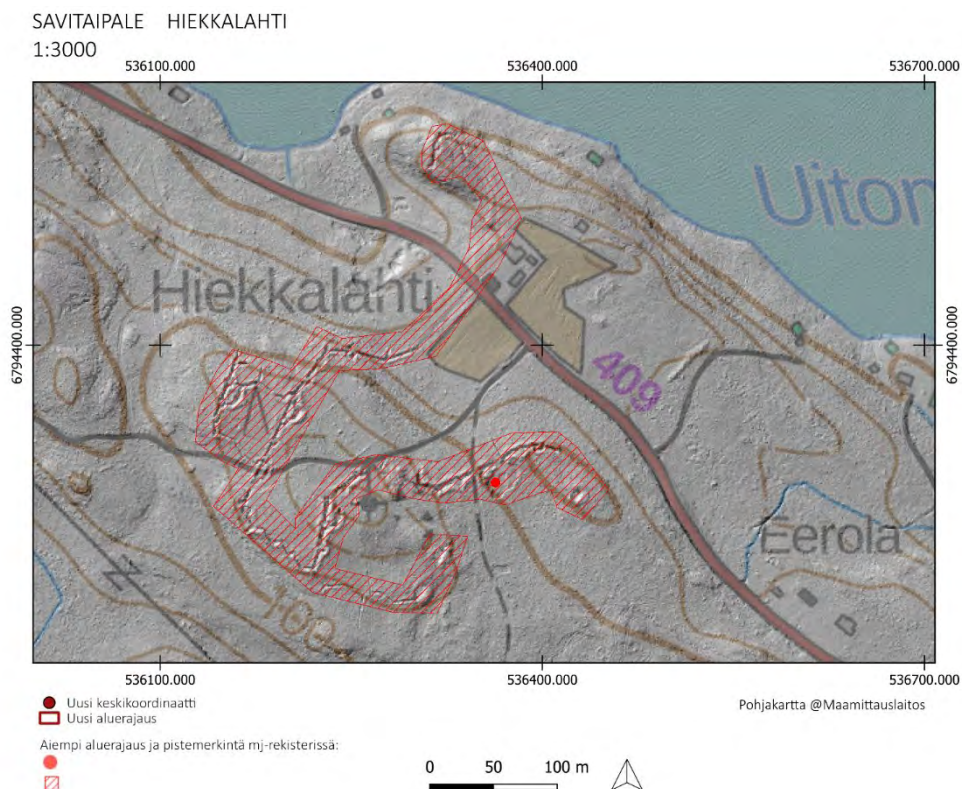 SAVITAIPALE HIEKKALAHTI
1:3000
536100.000 536400.000 536700.000
Uiton
Hiekkalahti
6794400.000 6794400.000
409
Eerola
160
536100.000 536400.000 536700.000
Uusi keskikoordinaatti
Uusi aluerajaus
Pohjakartta @Maamittauslaitos
Aiempi aluerajaus ja pistemerkintä mj-rekisterissä:
0 50 100 m